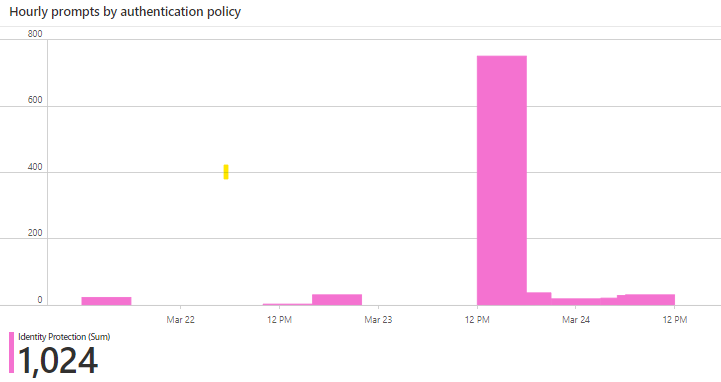 Hourly prompts by authentication policy
800
600
400
200
0
Mar 22 12 PM Mar 23 12 PM Mar 24 12 PM
Identity Protection (Sum)
1,024